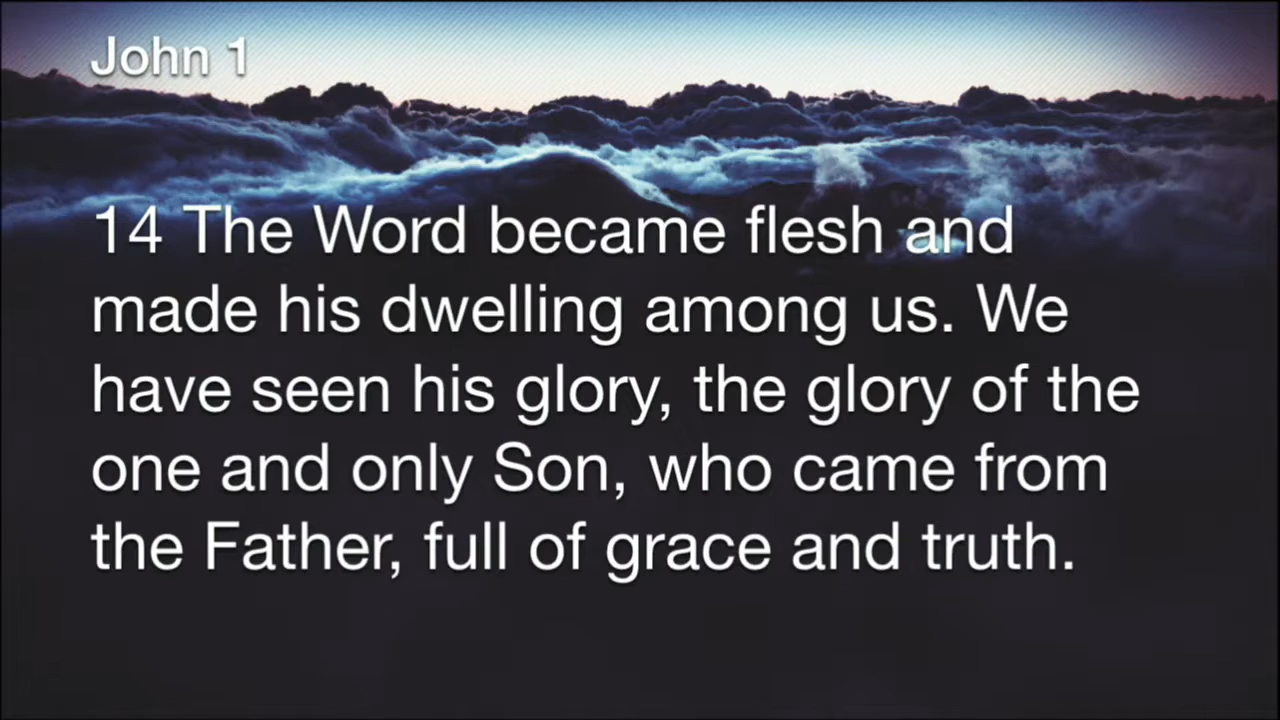 John 1
14 The Word became flesh and
made his dwelling among us. We
have seen his glory, the glory of the
one and only Son, who came from
the Father, full of grace and truth.